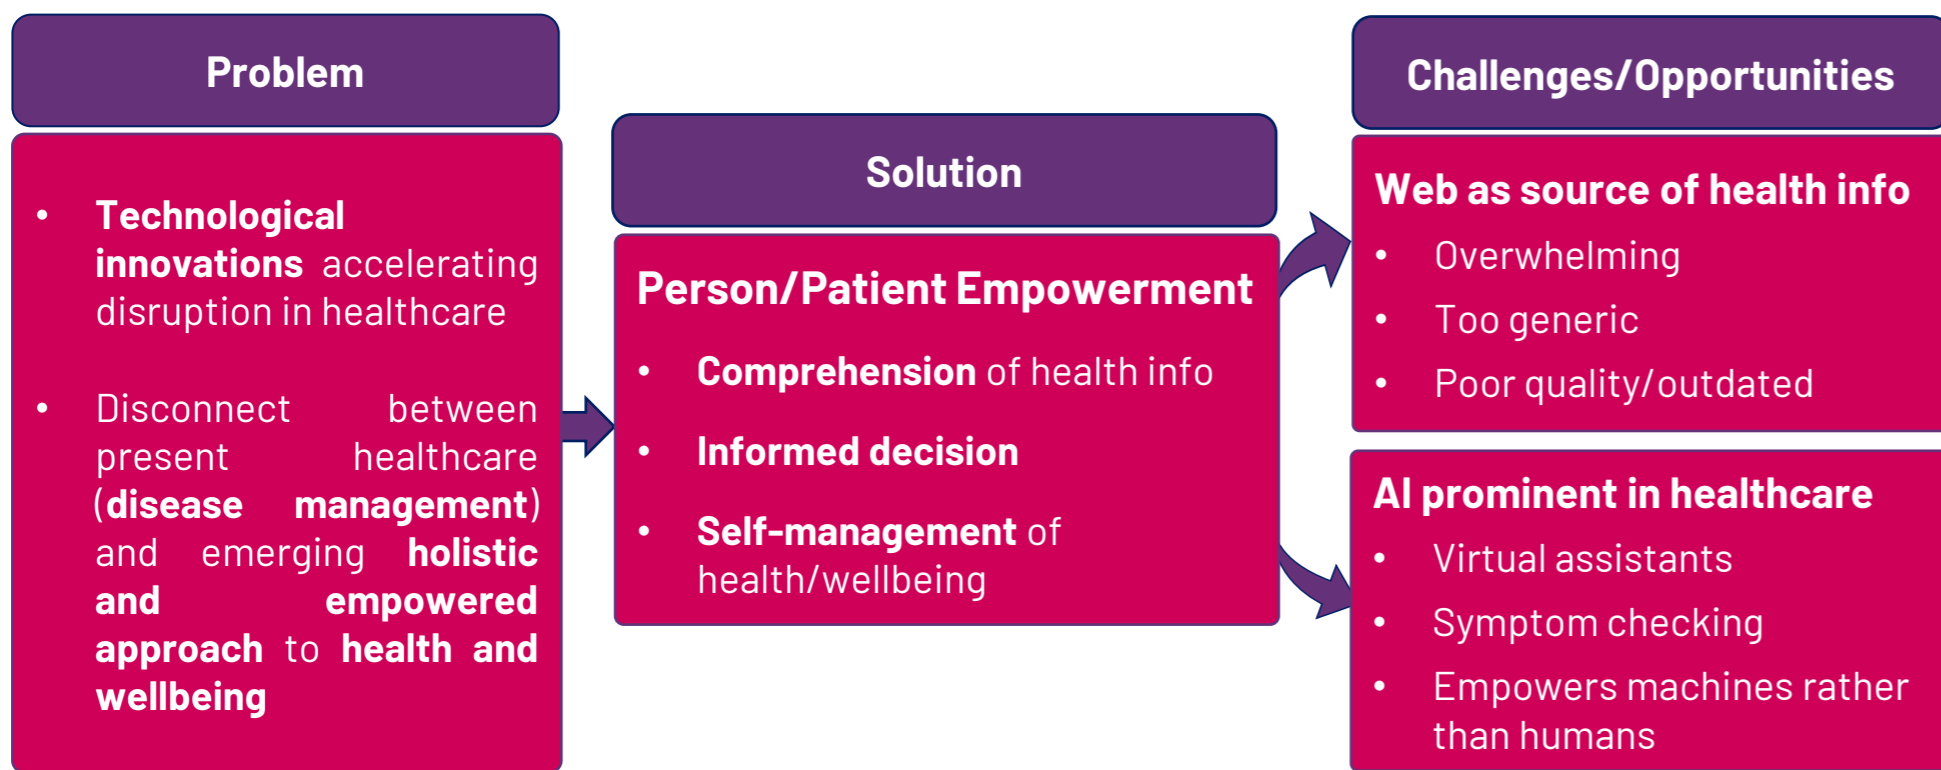 Problem
• Technological
innovations accelerating
disruption in healthcare
• Disconnect between
present healthcare
(disease management)
and emerging holistic
and empowered
approach to health and
wellbeing
Solution
Person/Patient Empowerment
• Comprehension of health info
• Informed decision
• Self-management of
health/wellbeing
Challenges/Opportunities
Web as source of health info
• Overwhelming
• Too generic
• Poor quality/outdated
AI prominent in healthcare
• Virtual assistants
• Symptom checking
• Empowers machines rather
than humans